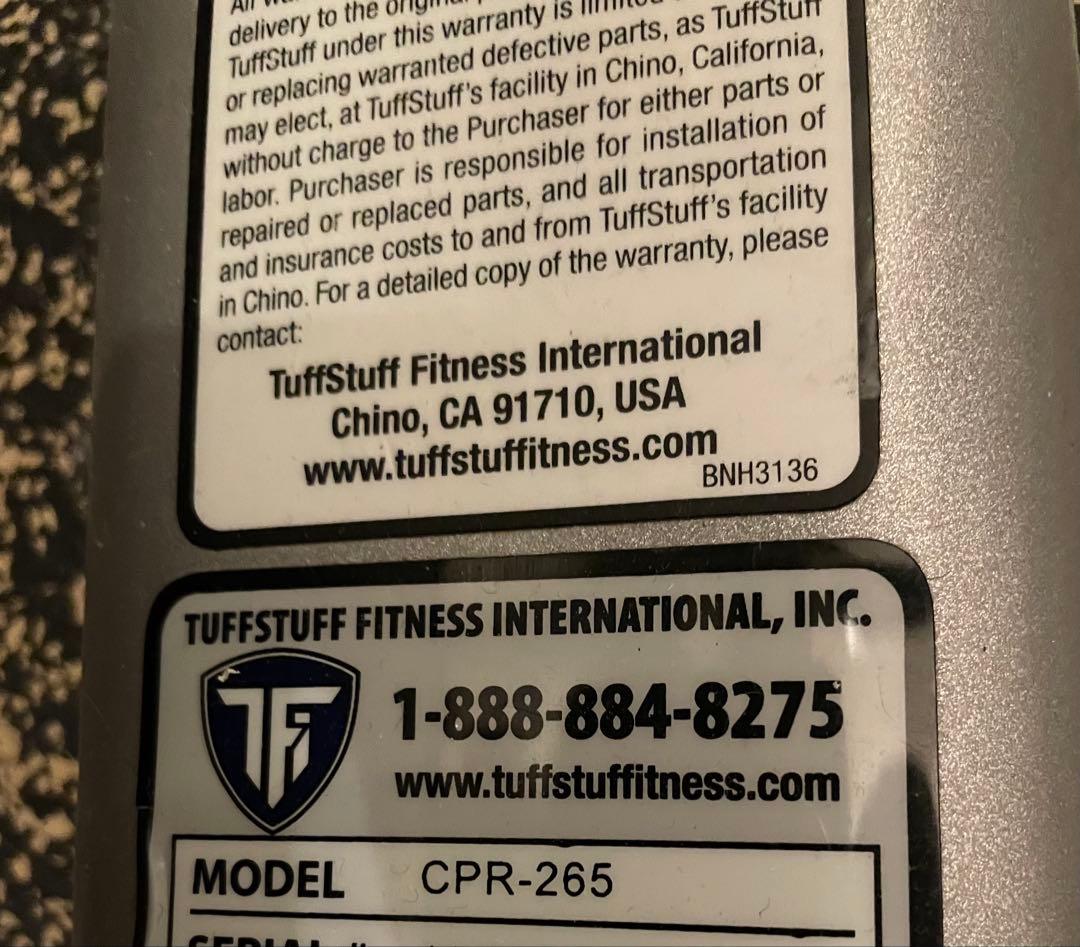 delivery to the original
TuffStuff under this warranty is limited
or replacing warranted defective parts, as TuffStuff
may elect, at TuffStuff's facility in Chino, California,
without charge to the Purchaser for either parts or
labor. Purchaser is responsible for installation of
repaired or replaced parts, and all transportation
and insurance costs to and from TuffStuff's facility
in Chino. For a detailed copy of the warranty, please
contact:
TuffStuff Fitness International
Chino, CA 91710, USA
www.tuffstuffitness.com
BNH3136
TUFFSTUFF FITNESS INTERNATIONAL, INC.
TF
1-888-884-8275
www.tuffstuffitness.com
MODEL CPR-265
SERIAL #